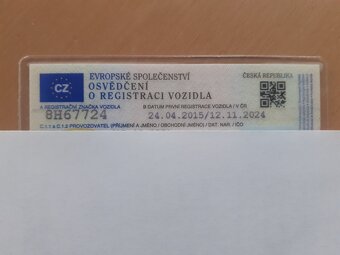 EVROPSKÉ SPOLEČENSTVÍ
ČESKÁ REPUBLIKA
CZ
OSVĚDČENÍ
O REGISTRACI VOZIDLA
A REGISTRAČNÍ ZNAČKA VOZIDLA
B DATUM PRVNÍ REGISTRACE VOZIDLA / V ČR
8H67724
24.04.2015/12.11.2024
C.1.1 a C.1.2 PROVOZOVATEL (PŘÍJMENÍ A JMÉNO / OBCHODNÍ JMÉNO) / DAT. NAR. / IČO